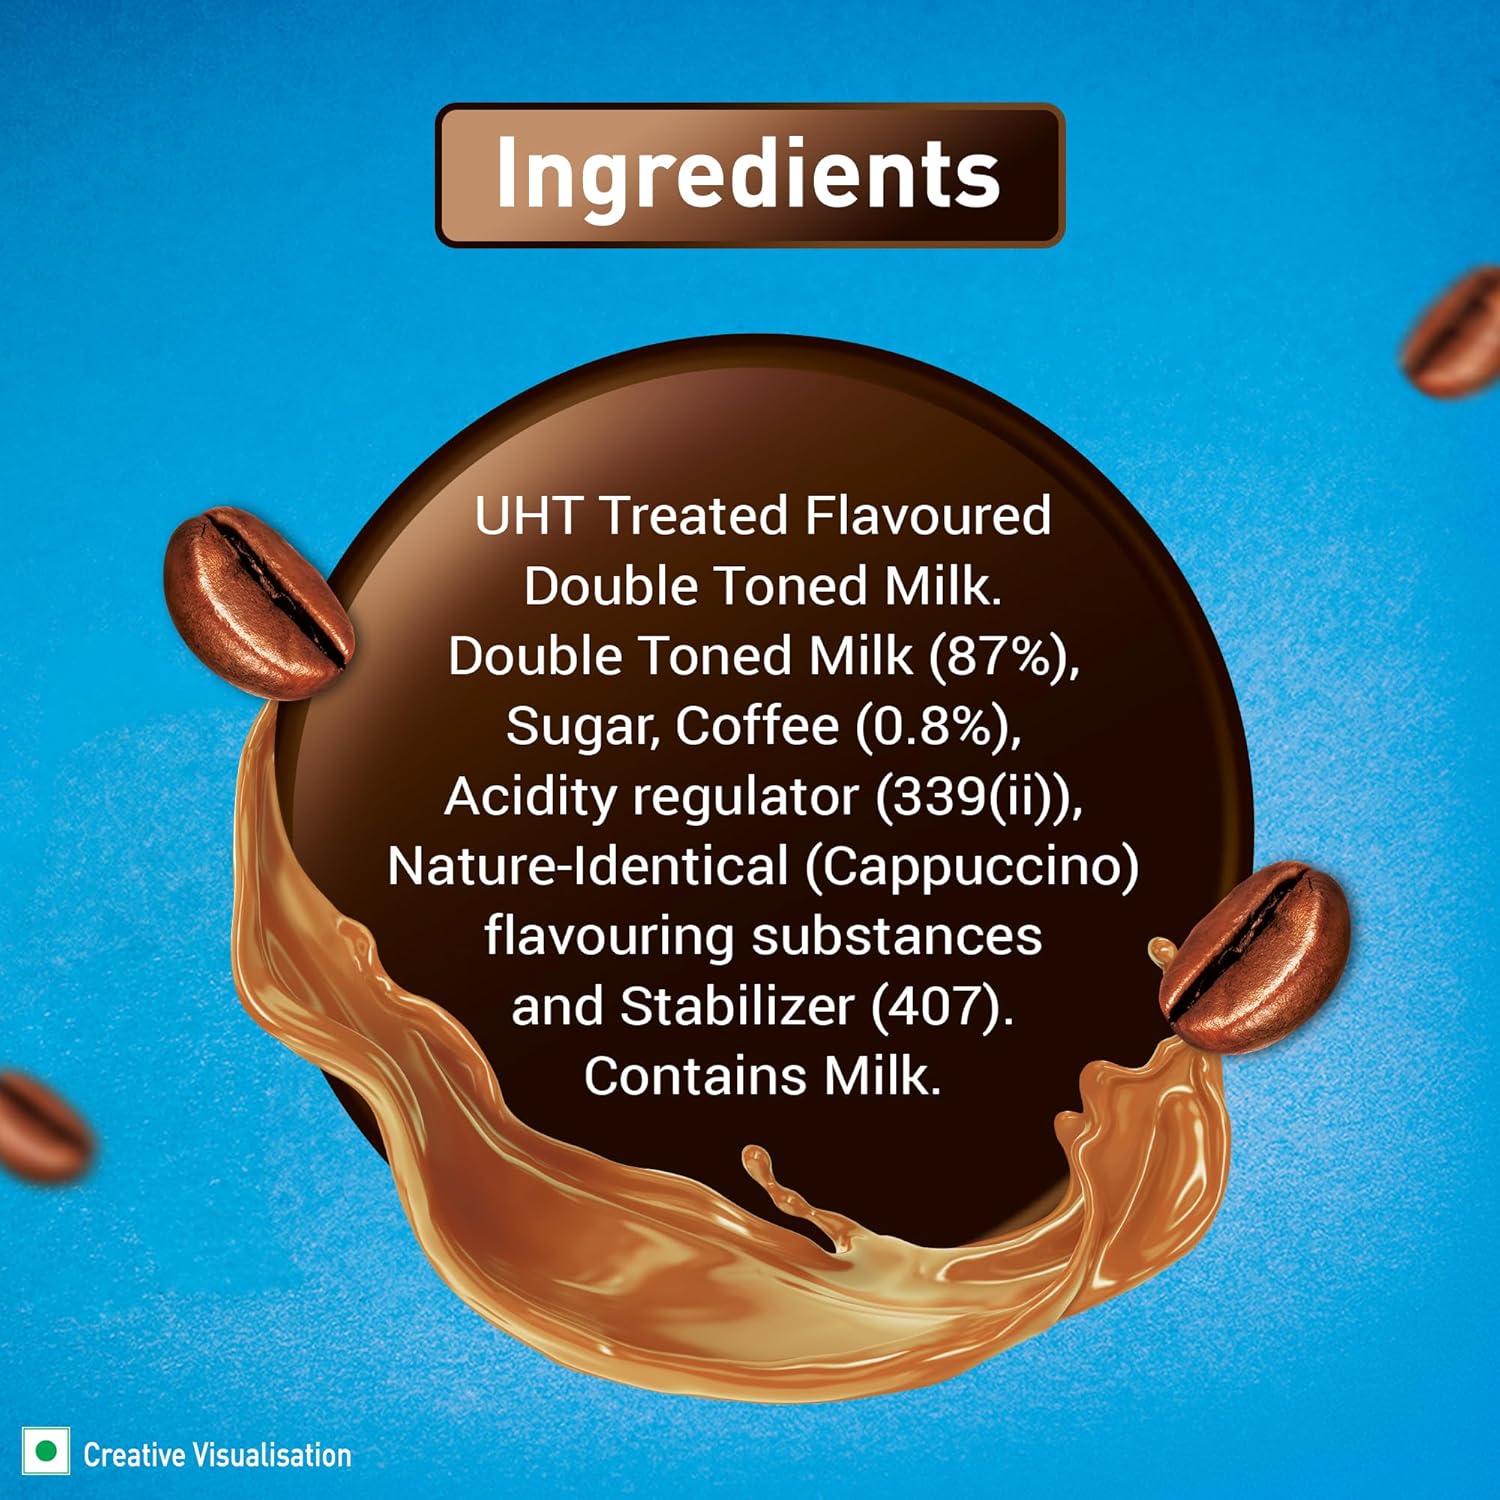 Ingredients
UHT Treated Flavoured
Double Toned Milk.
Double Toned Milk (87%),
Sugar, Coffee (0.8%),
Acidity regulator (339(ii)),
Nature-Identical (Cappuccino)
flavouring substances
and Stabilizer (407).
Contains Milk.
Creative Visualisation